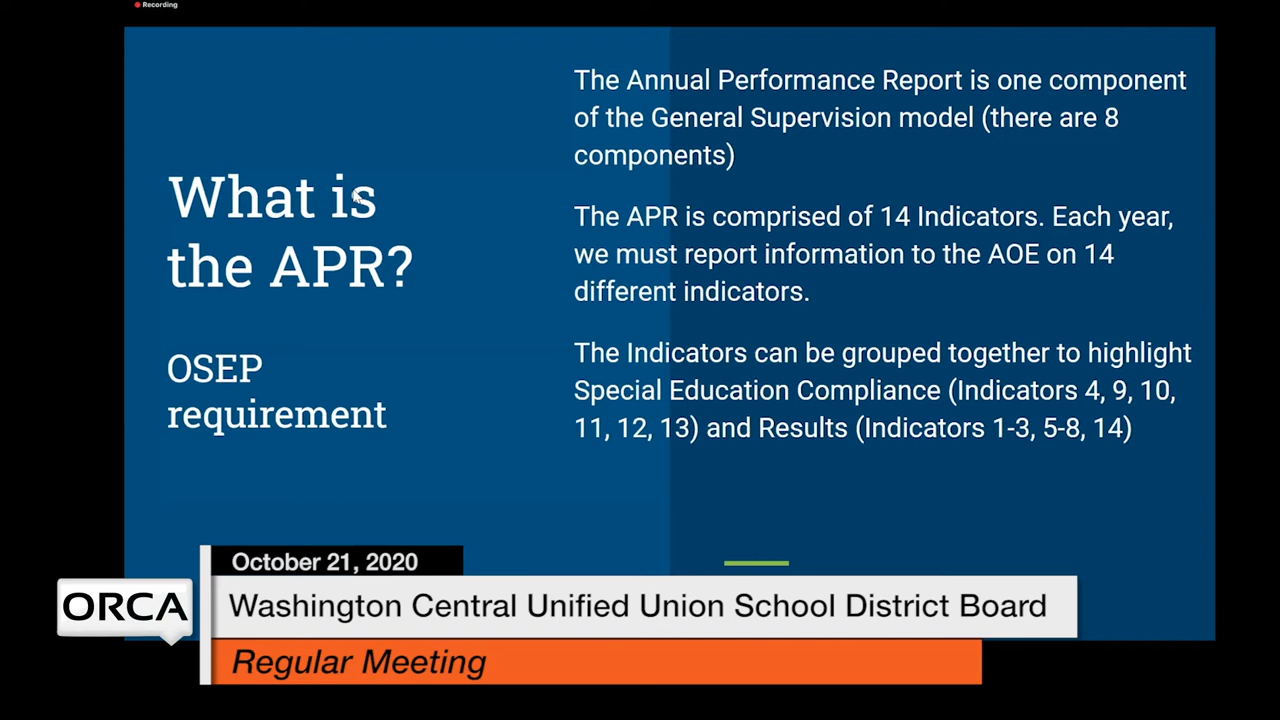 Recording
What is
the APR?
OSEP
requirement
The Annual Performance Report is one component
of the General Supervision model (there are 8
components)
The APR is comprised of 14 Indicators. Each year,
we must report information to the AOE on 14
different indicators.
The Indicators can be grouped together to highlight
Special Education Compliance (Indicators 4, 9, 10,
11, 12, 13) and Results (Indicators 1-3, 5-8, 14)
October 21, 2020
ORCA
Washington Central Unified Union School District Board
Regular Meeting